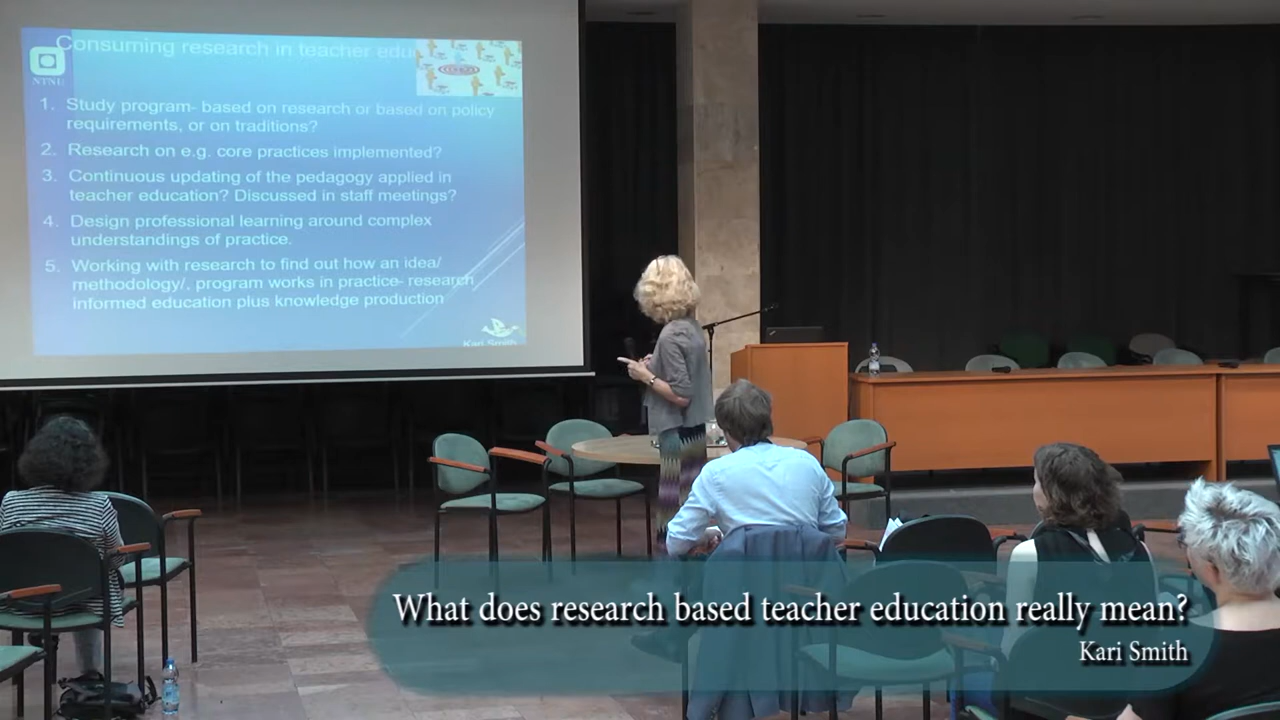 Consuming research in teacher edu
NTNU
1. Study program- based on research or based on policy
requirements, or on traditions?
2. Research on e.g. core practices implemented?
3. Continuous updating of the pedagogy applied in
teacher education? Discussed in staff meetings?
4. Design professional learning around complex
understandings of practice.
5. Working with research to find out how an idea/
methodology/, program works in practice- research
informed education plus knowledge production
Kari Smith
What does research based teacher education really mean?
Kari Smith